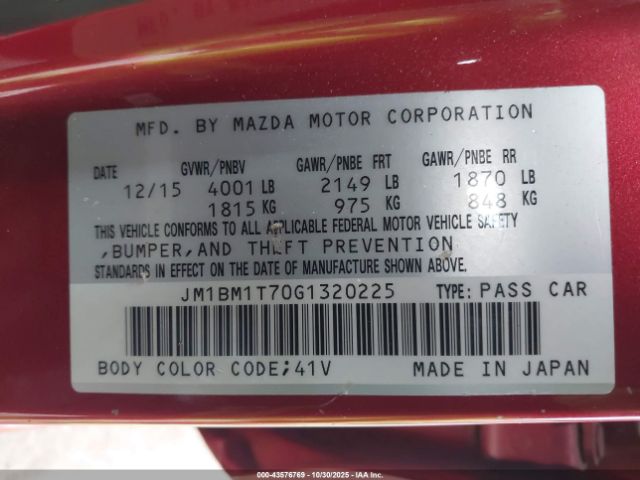 MFD. BY MAZDA MOTOR CORPORATION
DATE GVWR/PNBV GAWR/PNBE FRT GAWR/PNBE RR
12/15 4001 LB 2149 LB 1870 LB
1815 KG 975 KG 848 KG
THIS VEHICLE CONFORMS TO ALL APPLICABLE FEDERAL MOTOR VEHICLE SAFETY
,BUMPER,AND THEFT PREVENTION
STANDARDS IN EFFECT ON THE DATE OF MANUFACTURE SHOWN ABOVE.
JM1BM1T70G1320225 TYPE: PASS CAR
BODY COLOR CODE;41V MADE IN JAPAN
000-43576769 - 10/30/2025 - IAA Inc.